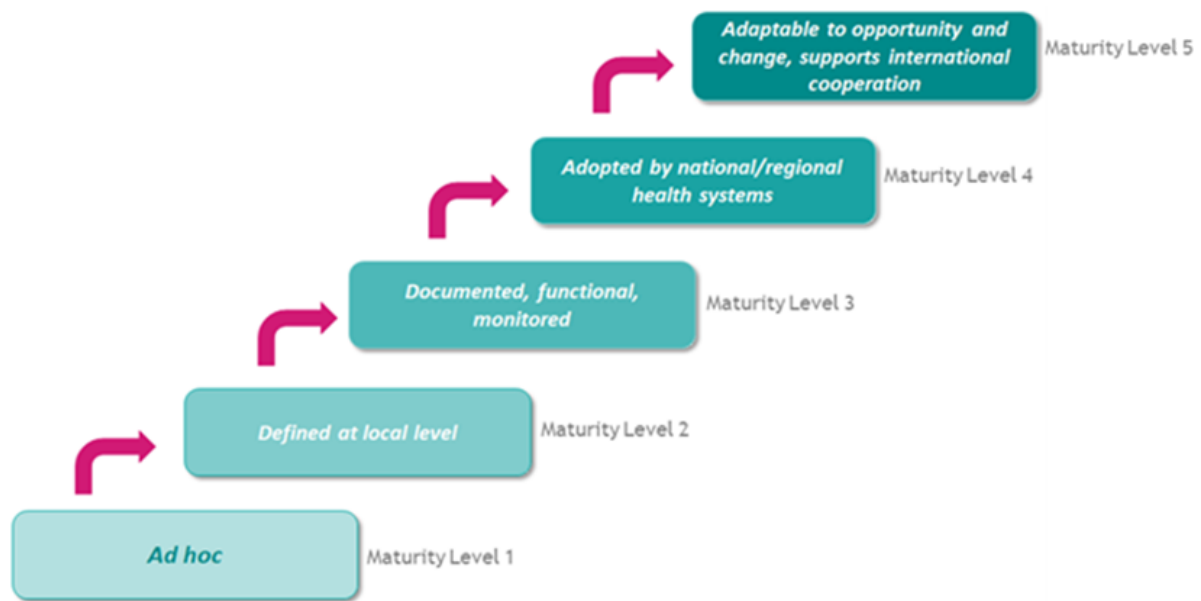 Adaptable to opportunity and
change, supports international
cooperation
Maturity Level 5
Adopted by national/regional
health systems
Maturity Level 4
Documented, functional,
monitored
Maturity Level 3
Defined at local level
Maturity Level 2
Ad hoc
Maturity Level 1